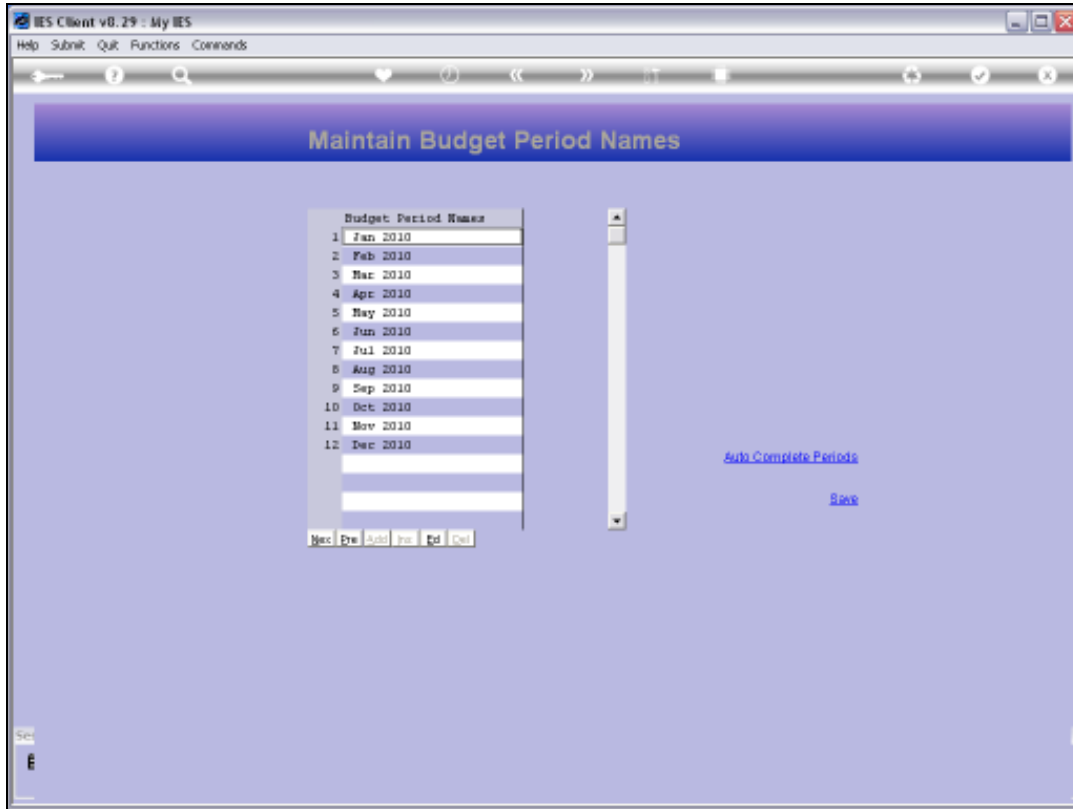 IES Client v8.29 : My IES
Help Submit Quit Functions Commands
Maintain Budget Period Names
Budget Period Names
1 Jan 2010
2 Feb 2010
3 Mar 2010
4 Apr 2010
5 May 2010
6 Jun 2010
7 Jul 2010
8 Aug 2010
9 Sep 2010
10 Oct 2010
11 Nov 2010
12 Dec 2010
Auto Complete Periods
Save
Nex Pre Add Ins Ed Del